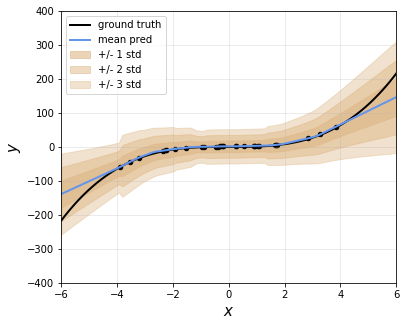 400
300
200
100
0
−100
−200
−300
−400
y
ground truth
mean pred
+/- 1 std
+/- 2 std
+/- 3 std
−6 −4 −2 0 2 4 6
x